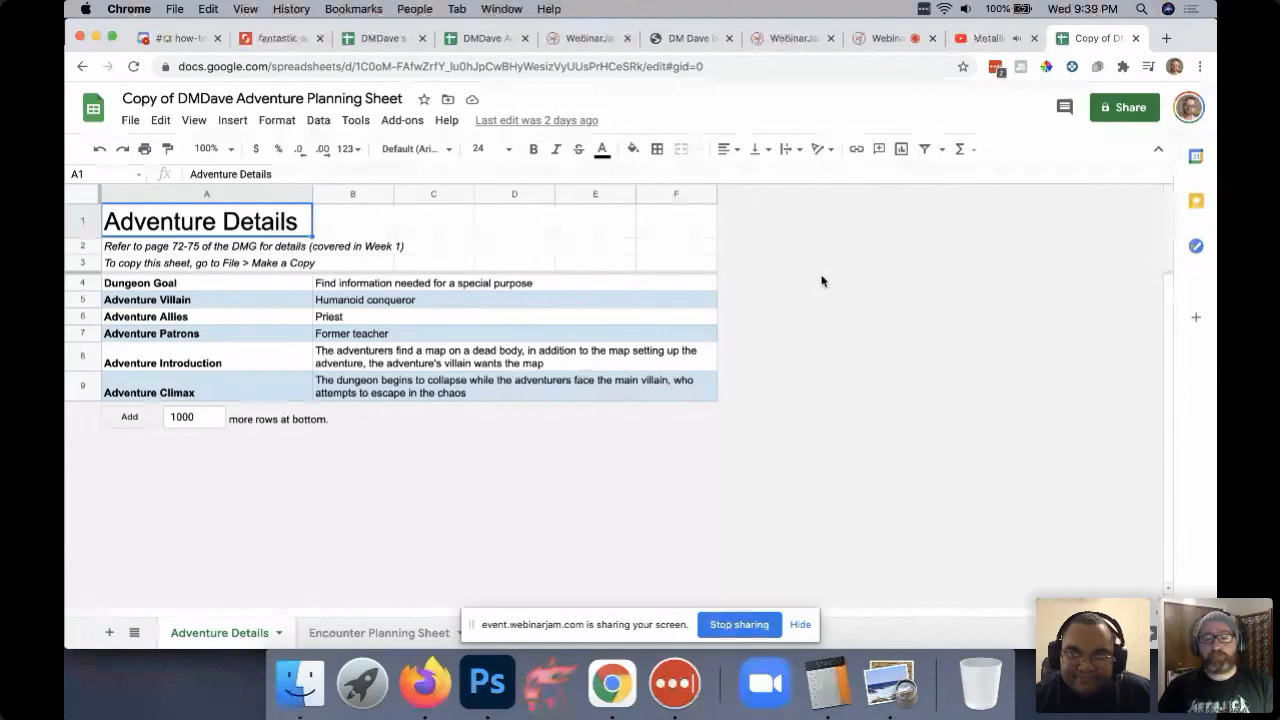 Chrome File Edit View History Bookmarks People Tab Window Help 100% Wed 9:39 PM
#‼ how-to fantastic a DMDave's DMDave A WebinarJa DM Dave WebinarJa Webina Metallic Copy of DM
docs.google.com/spreadsheets/d/
Copy of DMDave Adventure Planning Sheet
Share
File Edit View Insert Format Data Tools Add-ons Help Last edit was 2 days ago
100% $ % .0 .00 123 Default (Ari... 24 B I S A
A1 fx Adventure Details
A B C D E F
1 Adventure Details
2 Refer to page 72-75 of the DMG for details (covered in Week 1)
3 To copy this sheet, go to File > Make a Copy
4 Dungeon Goal Find information needed for a special purpose
5 Adventure Villain Humanoid conqueror
6 Adventure Allies Priest
7 Adventure Patrons Former teacher
The adventurers find a map on a dead body, in addition to the map setting up the
8 Adventure Introduction adventure, the adventure's villain wants the map
The dungeon begins to collapse while the adventurers face the main villain, who
9 Adventure Climax attempts to escape in the chaos
Add 1000 more rows at bottom.
Adventure Details Encounter Planning Sheet
event.webinarjam.com is sharing your screen. Stop sharing Hide
Ps
METALLICA